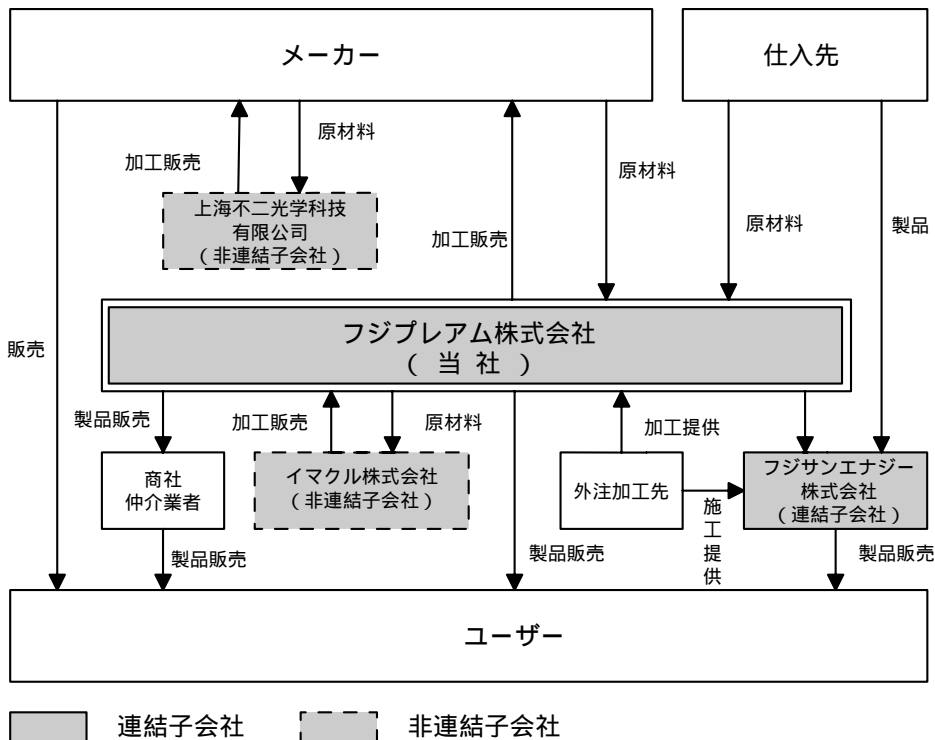 メーカー
仕入先
原材料
加工販売
原材料
上海不二光学科技
有限公司
(非連結子会社)
加工販売
原材料
製品
フジプレアム株式会社
( 当 社 )
販売
製品販売
加工販売
原材料
加工提供
商社
仲介業者
イマクル株式会社
(非連結子会社)
外注加工先
フジサンエナジー
株式会社
(連結子会社)
施工提供
製品販売
製品販売
製品販売
ユーザー
連結子会社
非連結子会社